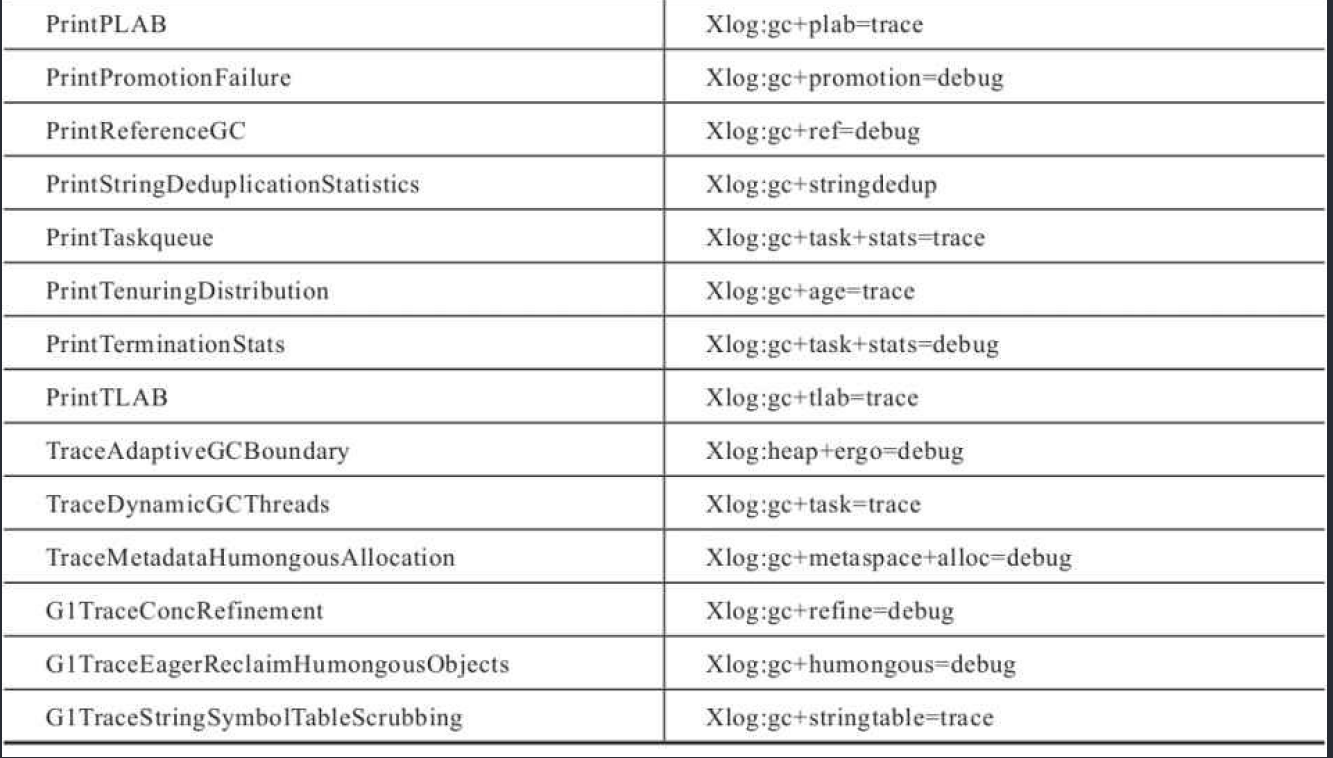 PrintPLAB Xlog:gc+plab=trace
PrintPromotionFailure Xlog:gc+promotion=debug
PrintReferenceGC Xlog:gc+ref=debug
PrintStringDeduplicationStatistics Xlog:gc+stringdedup
PrintTaskqueue Xlog:gc+task+stats=trace
PrintTenuringDistribution Xlog:gc+age=trace
PrintTerminationStats Xlog:gc+task+stats=debug
PrintTLAB Xlog:gc+tlab=trace
TraceAdaptiveGCBoundary Xlog:heap+ergo=debug
TraceDynamicGCThreads Xlog:gc+task=trace
TraceMetadataHumongousAllocation Xlog:gc+metaspace+alloc=debug
G1TraceConcRefinement Xlog:gc+refine=debug
G1TraceEagerReclaimHumongousObjects Xlog:gc+humongous=debug
G1TraceStringSymbolTableScrubbing Xlog:gc+stringtable=trace